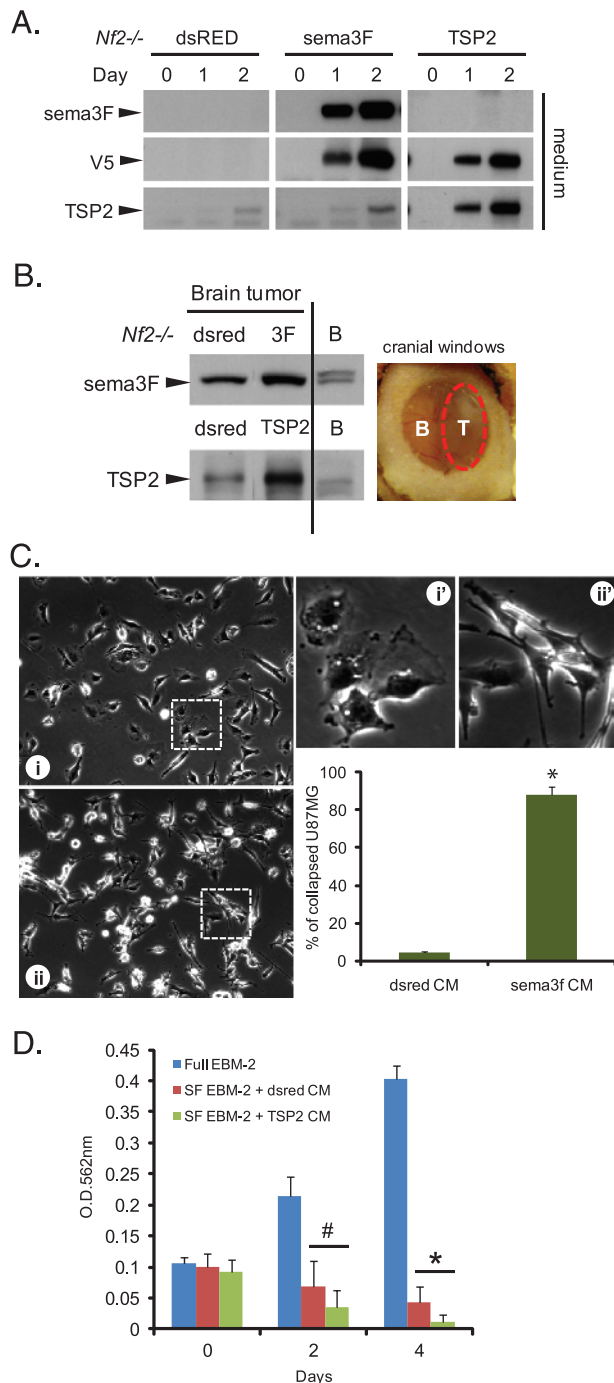 A.
Nf2-/- dsRED sema3F TSP2
Day 0 1 2 0 1 2 0 1 2
sema3F
V5
TSP2
medium
B.
Brain tumor
Nf2-/- dsred 3F B
sema3F
dsred TSP2 B
TSP2
cranial windows
B T
C.
i
ii
i'
ii'
% of collapsed U87MG
100
80
60
40
20
0
*
dsred CM sema3f CM
D.
O.D.562nm
0.45
0.4
0.35
0.3
0.25
0.2
0.15
0.1
0.05
0
Full EBM-2
SF EBM-2 + dsred CM
SF EBM-2 + TSP2 CM
#
*
0 2 4
Days